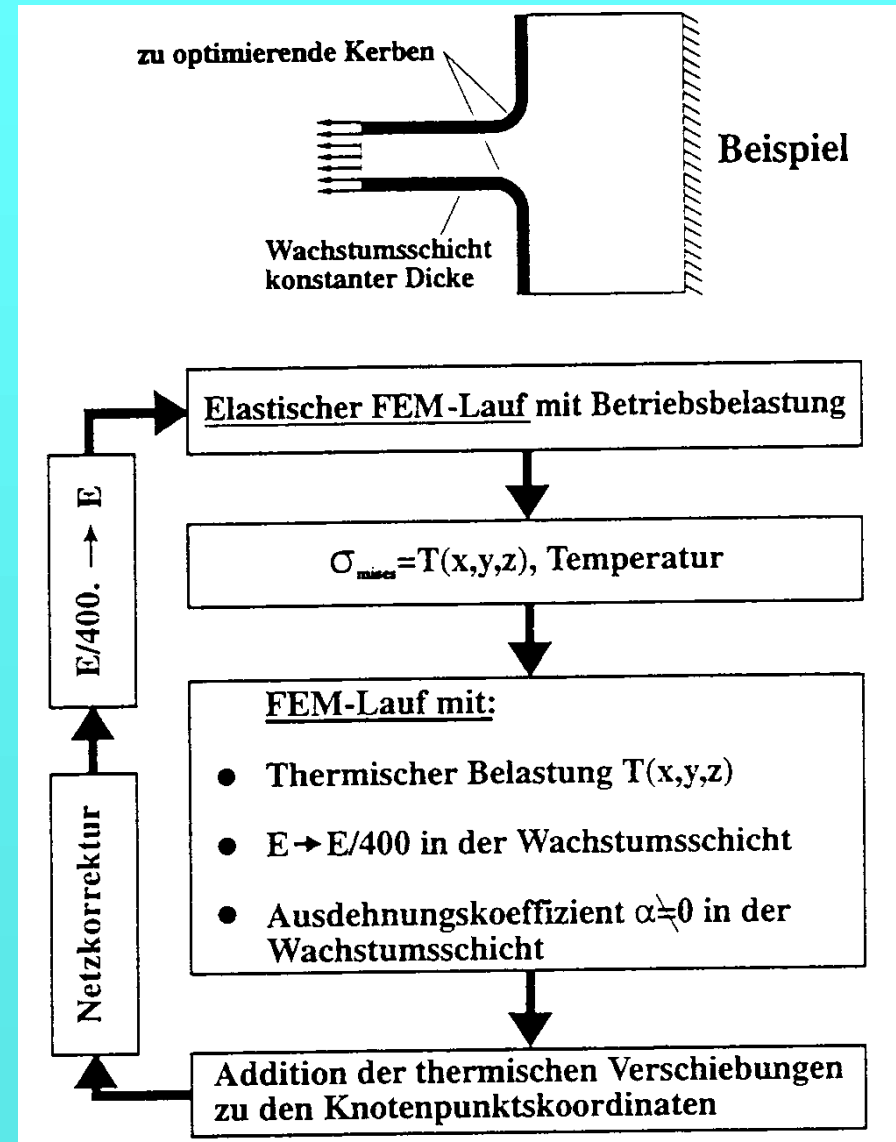 zu optimierende Kerben
Beispiel
Wachstumsschicht
konstanter Dicke
Elastischer FEM-Lauf mit Betriebsbelastung
E/400. → E
σmises=T(x,y,z), Temperatur
FEM-Lauf mit:
● Thermischer Belastung T(x,y,z)
● E→E/400 in der Wachstumsschicht
● Ausdehnungskoeffizient α≠0 in der
Wachstumsschicht
Netzkorrektur
Addition der thermischen Verschiebungen
zu den Knotenpunktskoordinaten